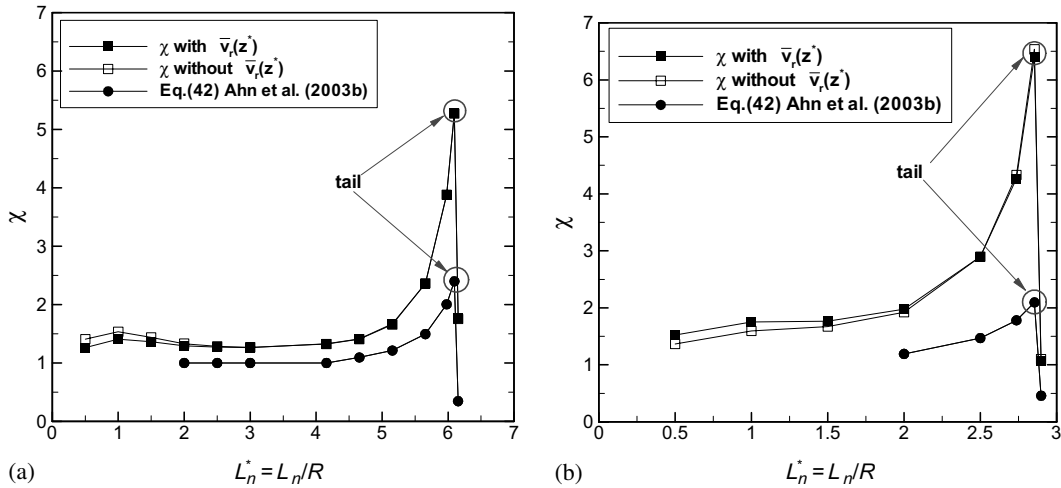 7
6
5
4
3
2
1
0
χ
χ with v̅r(z*)
χ without v̅r(z*)
Eq.(42) Ahn et al. (2003b)
tail
0 1 2 3 4 5 6 7
(a)
L*n = Ln/R
7
6
5
4
3
2
1
0
χ
χ with v̅r(z*)
χ without v̅r(z*)
Eq.(42) Ahn et al. (2003b)
tail
0 0.5 1 1.5 2 2.5 3
(b)
L*n = Ln/R